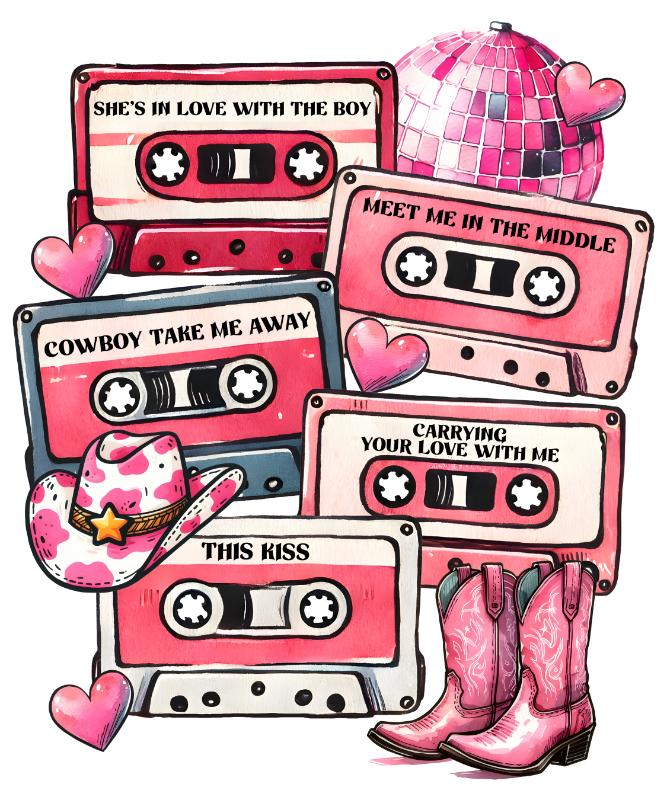 SHE'S IN LOVE WITH THE BOY
MEET ME IN THE MIDDLE
COWBOY TAKE ME AWAY
CARRYING
YOUR LOVE WITH ME
THIS KISS